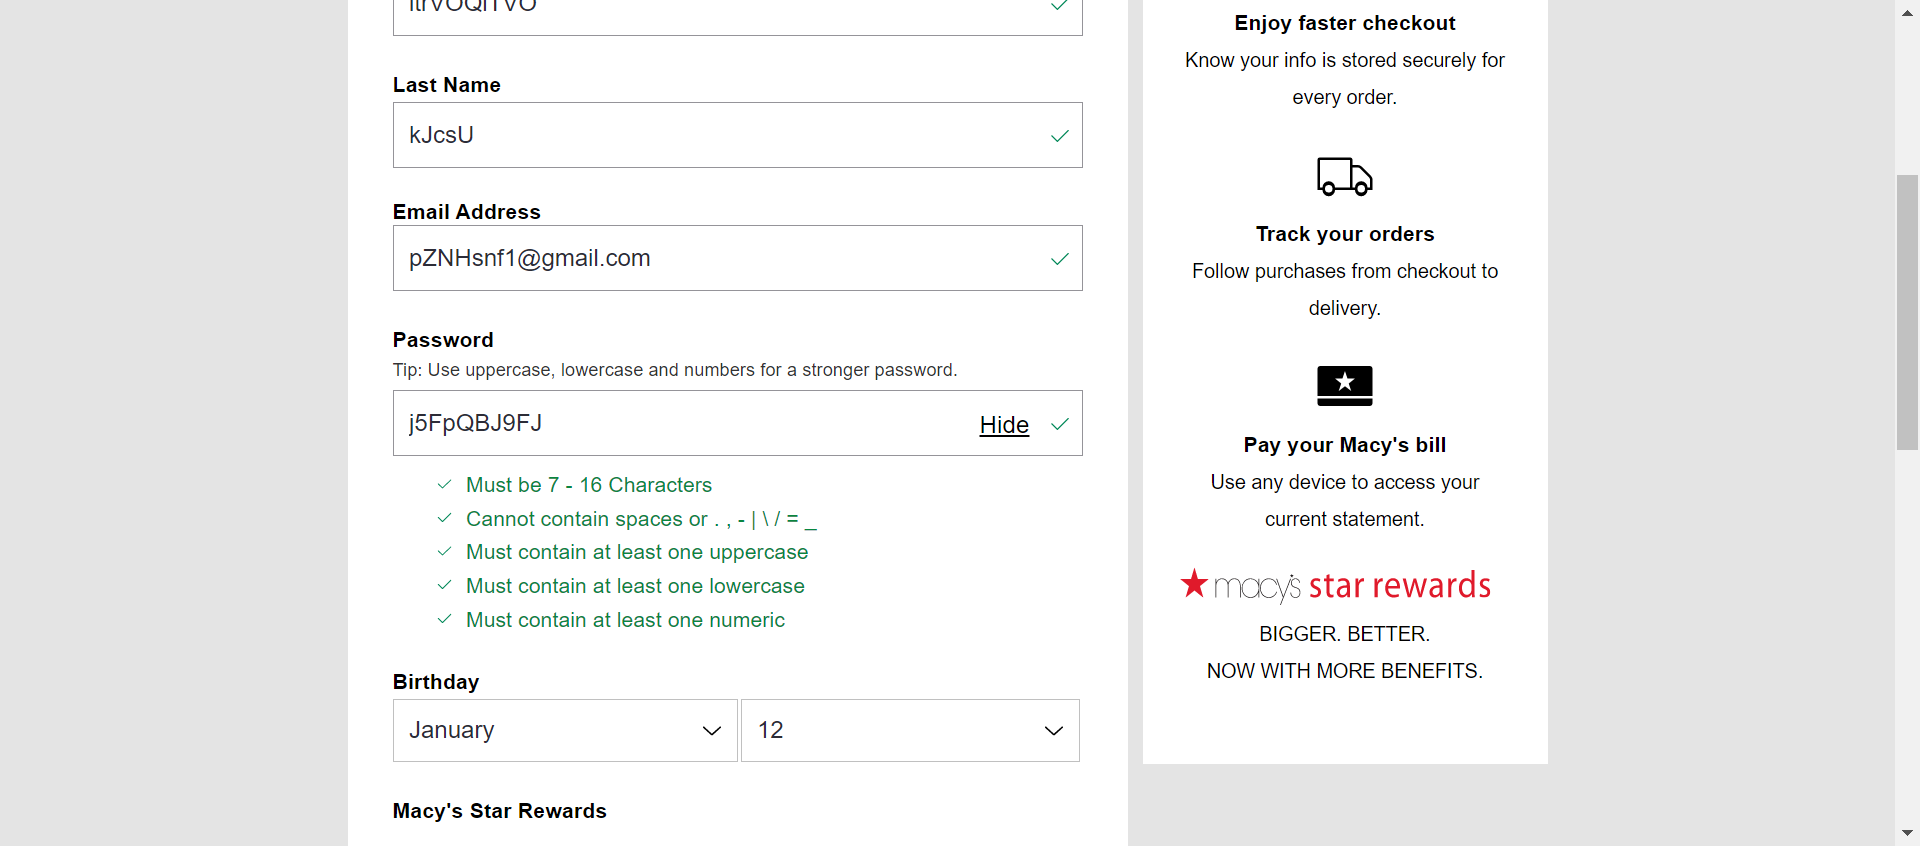 Last Name
kJcsU
Email Address
pZNHsnf1@gmail.com
Password
Tip: Use uppercase, lowercase and numbers for a stronger password.
j5FpQBJ9FJ Hide
Must be 7 - 16 Characters
Cannot contain spaces or . , - | \ / = _
Must contain at least one uppercase
Must contain at least one lowercase
Must contain at least one numeric
Birthday
January 12
Macy's Star Rewards
Enjoy faster checkout
Know your info is stored securely for
every order.
Track your orders
Follow purchases from checkout to
delivery.
Pay your Macy's bill
Use any device to access your
current statement.
macy's star rewards
BIGGER. BETTER.
NOW WITH MORE BENEFITS.